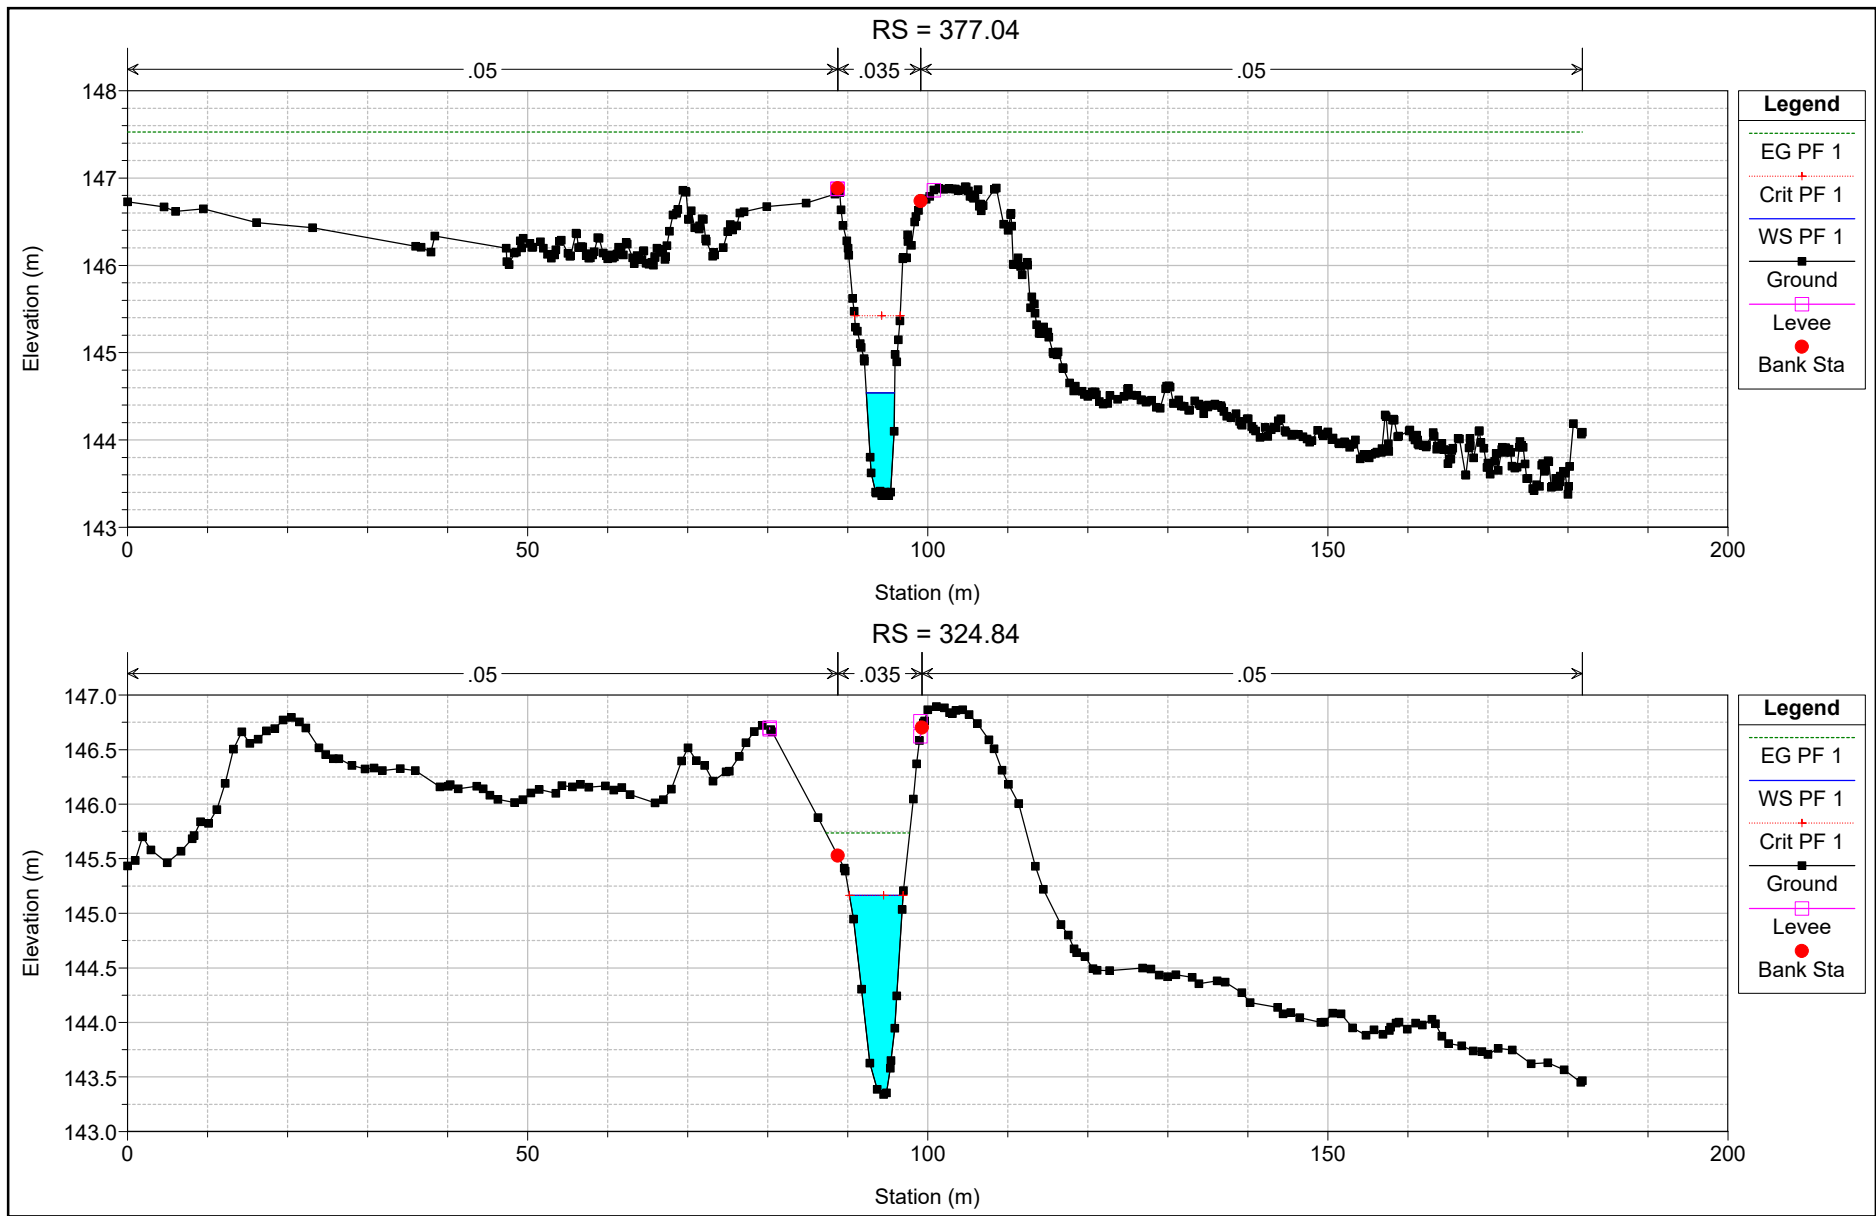 RS = 377.04
.05
.035
.05
148
147
146
145
144
143
0
50
100
150
200
Elevation (m)
Station (m)
Legend
EG PF 1
Crit PF 1
WS PF 1
Ground
Levee
Bank Sta
RS = 324.84
.05
.035
.05
147.0
146.5
146.0
145.5
145.0
144.5
144.0
143.5
143.0
0
50
100
150
200
Elevation (m)
Station (m)
Legend
EG PF 1
WS PF 1
Crit PF 1
Ground
Levee
Bank Sta